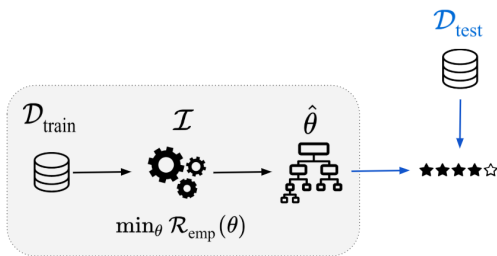 𝒟_test
𝒟_train
ℐ
θ̂
min_θ ℛ_emp(θ)
★★★★☆